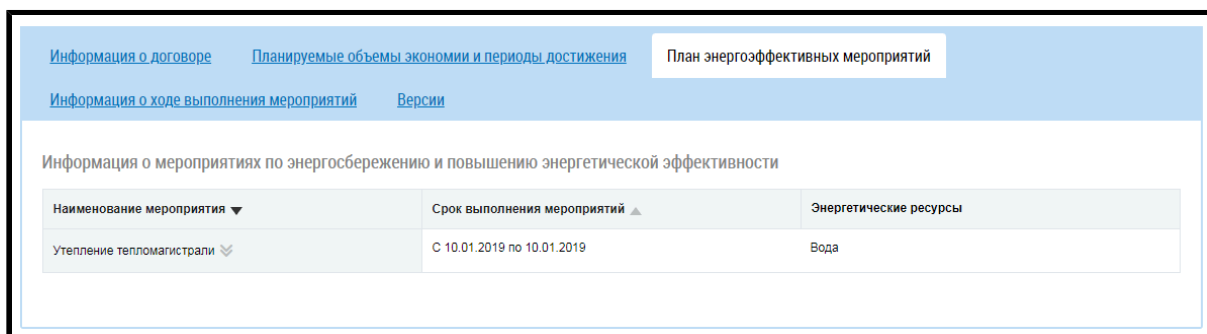 Информация о договоре Планируемые объемы экономии и периоды достижения План энергоэффективных мероприятий
Информация о ходе выполнения мероприятий Версии
Информация о мероприятиях по энергосбережению и повышению энергетической эффективности
Наименование мероприятия Срок выполнения мероприятий Энергетические ресурсы
Утепление тепломагистрали С 10.01.2019 по 10.01.2019 Вода